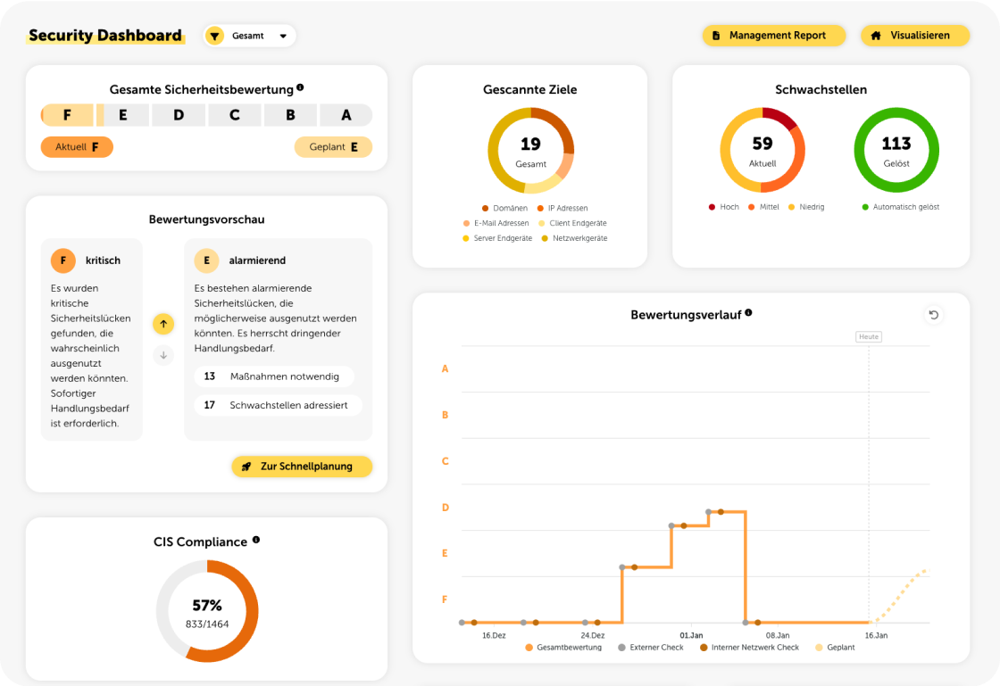 Security Dashboard
Gesamt
Management Report
Visualisieren
Gesamte Sicherheitsbewertung
F E D C B A
Aktuell F
Geplant E
Bewertungsvorschau
F kritisch
Es wurden
kritische
Sicherheitslücken
gefunden, die
wahrscheinlich
ausgenutzt
werden könnten.
Sofortiger
Handlungsbedarf
ist erforderlich.
E alarmierend
Es bestehen alarmierende
Sicherheitslücken, die
möglicherweise ausgenutzt werden
könnten. Es herrscht dringender
Handlungsbedarf.
13 Maßnahmen notwendig
17 Schwachstellen adressiert
Zur Schnellplanung
CIS Compliance
57%
833/1464
Gescannte Ziele
19
Gesamt
Domänen IP Adressen
E-Mail Adressen Client Endgeräte
Server Endgeräte Netzwerkgeräte
Schwachstellen
59
Aktuell
Hoch Mittel Niedrig
113
Gelöst
Automatisch gelöst
Bewertungsverlauf
Heute
A
B
C
D
E
F
16.Dez 24.Dez 01.Jan 08.Jan 16.Jan
Gesamtbewertung Externer Check Interner Netzwerk Check Geplant